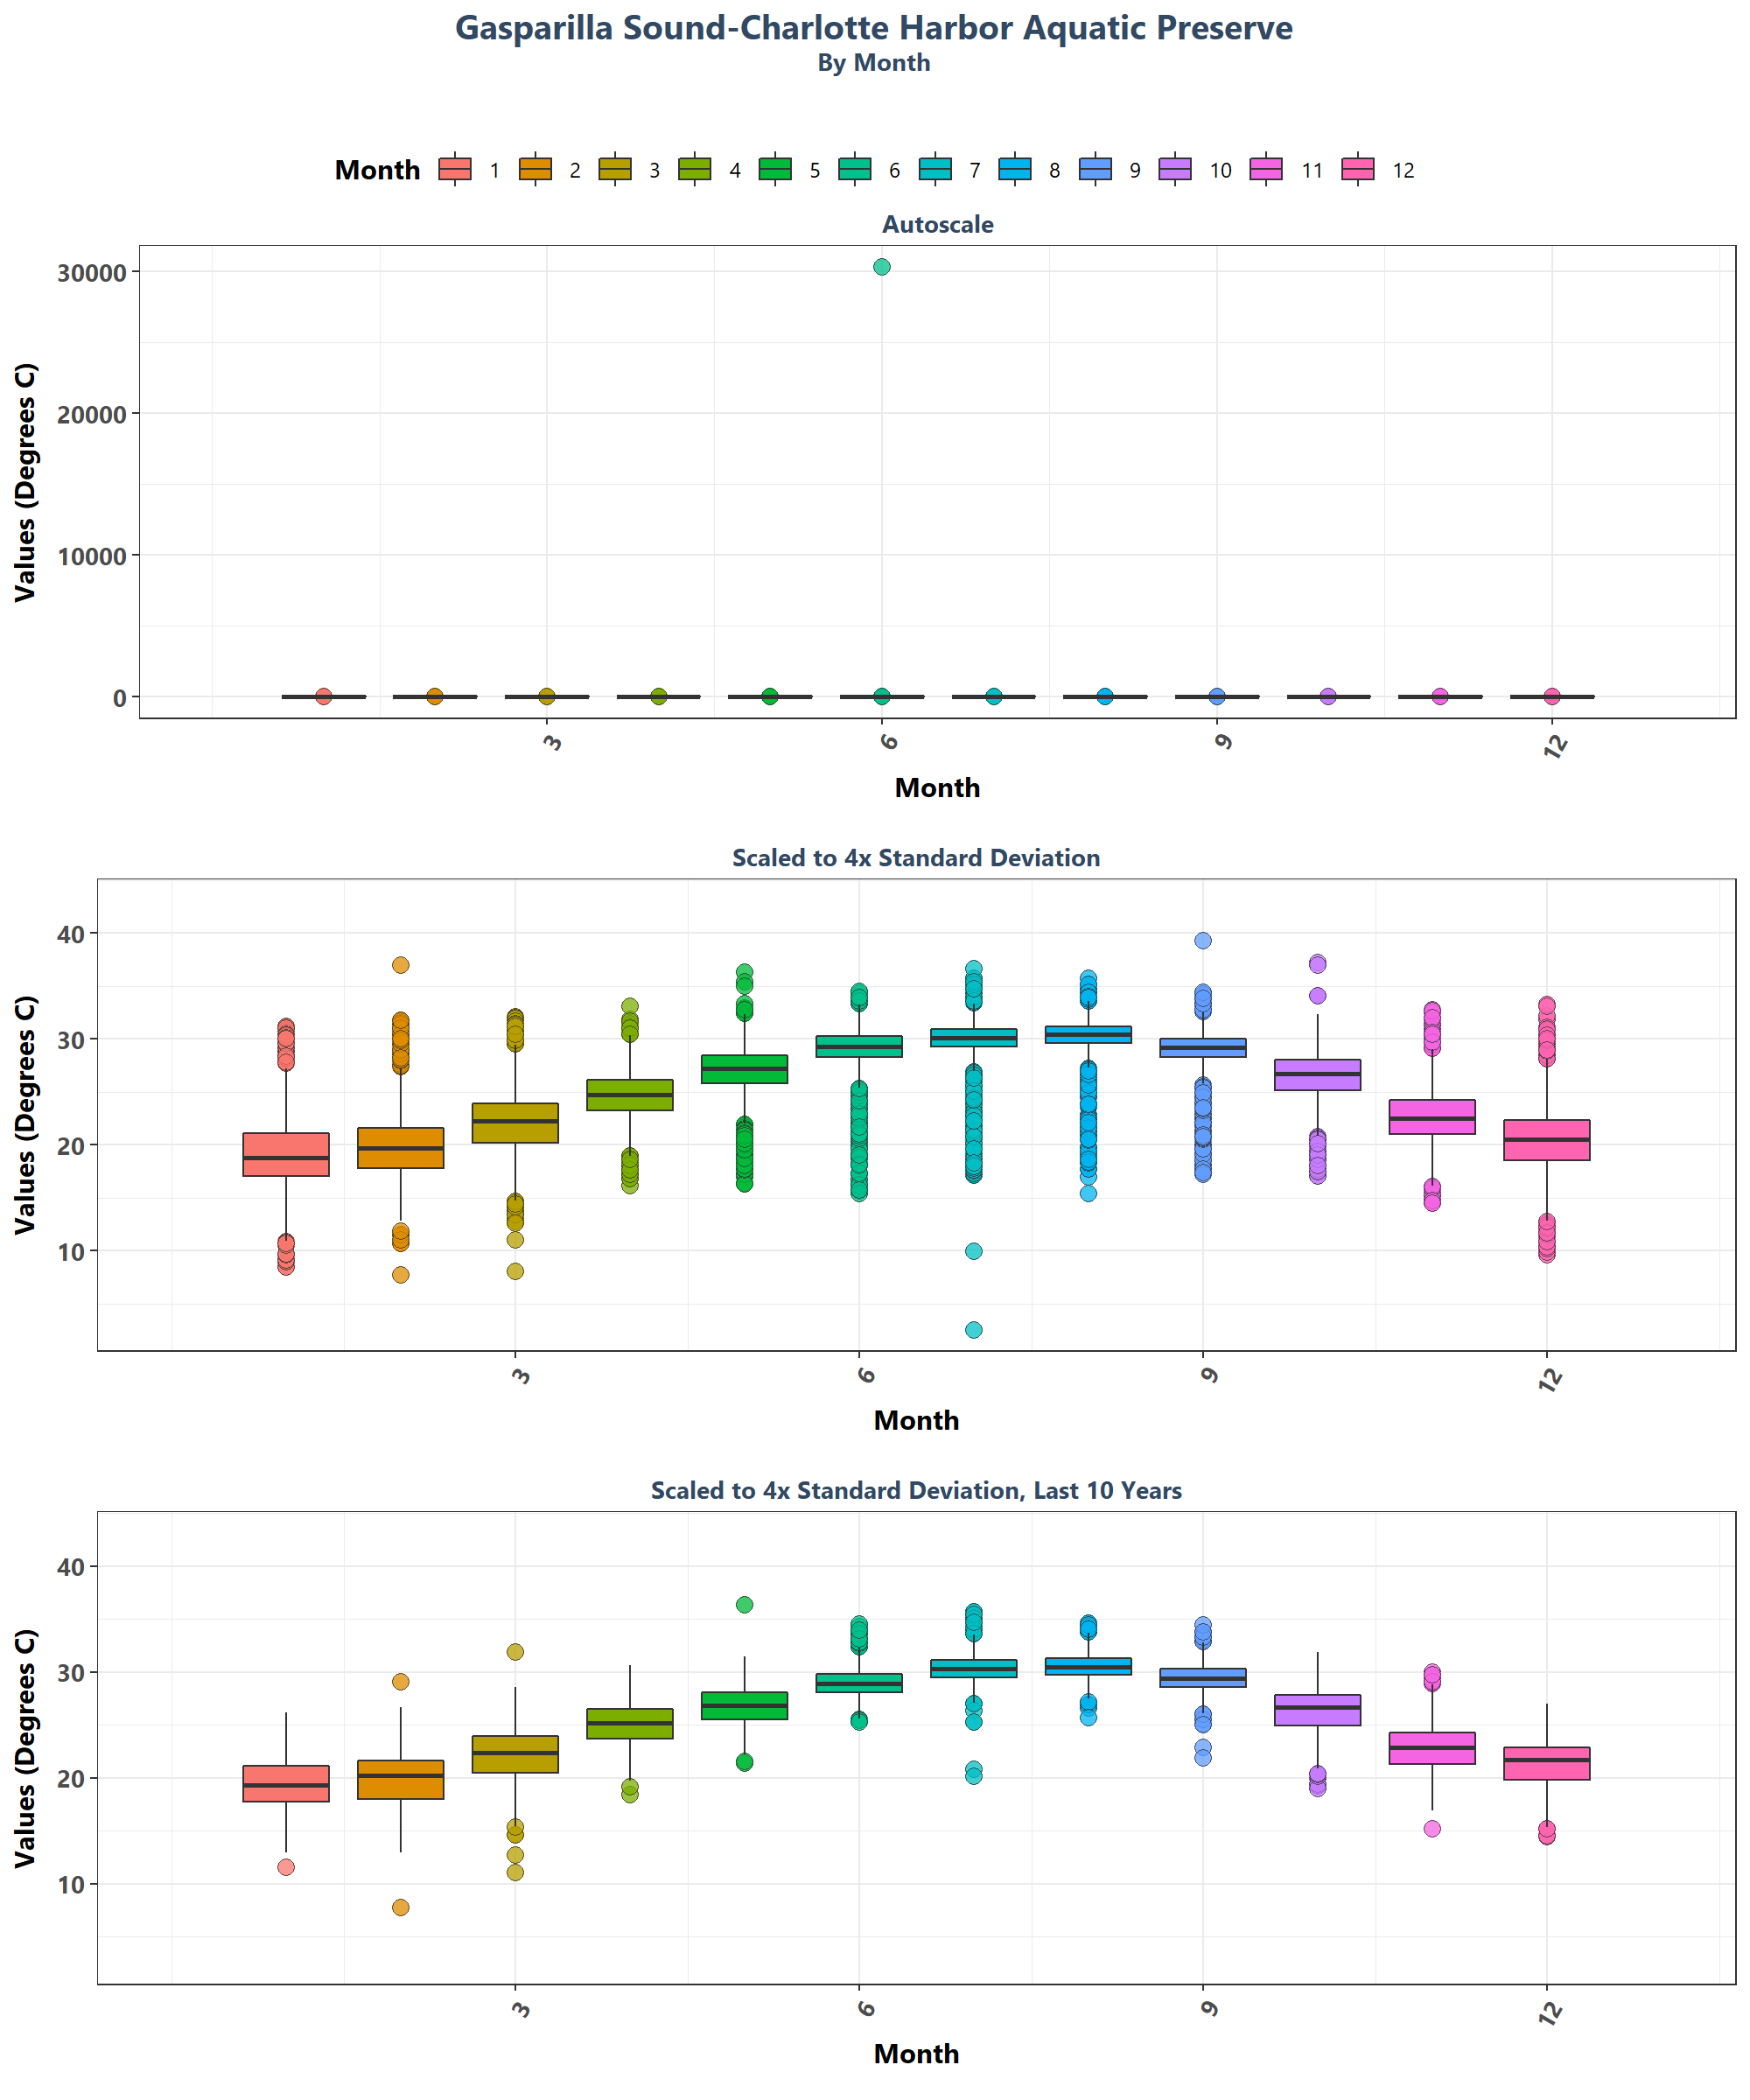 Gasparilla Sound-Charlotte Harbor Aquatic Preserve
By Month
Month 1 2 3 4 5 6 7 8 9 10 11 12
Autoscale
Values (Degrees C)
30000
20000
10000
0
3 6 9 12
Month
Scaled to 4x Standard Deviation
Values (Degrees C)
40
30
20
10
3 6 9 12
Month
Scaled to 4x Standard Deviation, Last 10 Years
Values (Degrees C)
40
30
20
10
3 6 9 12
Month